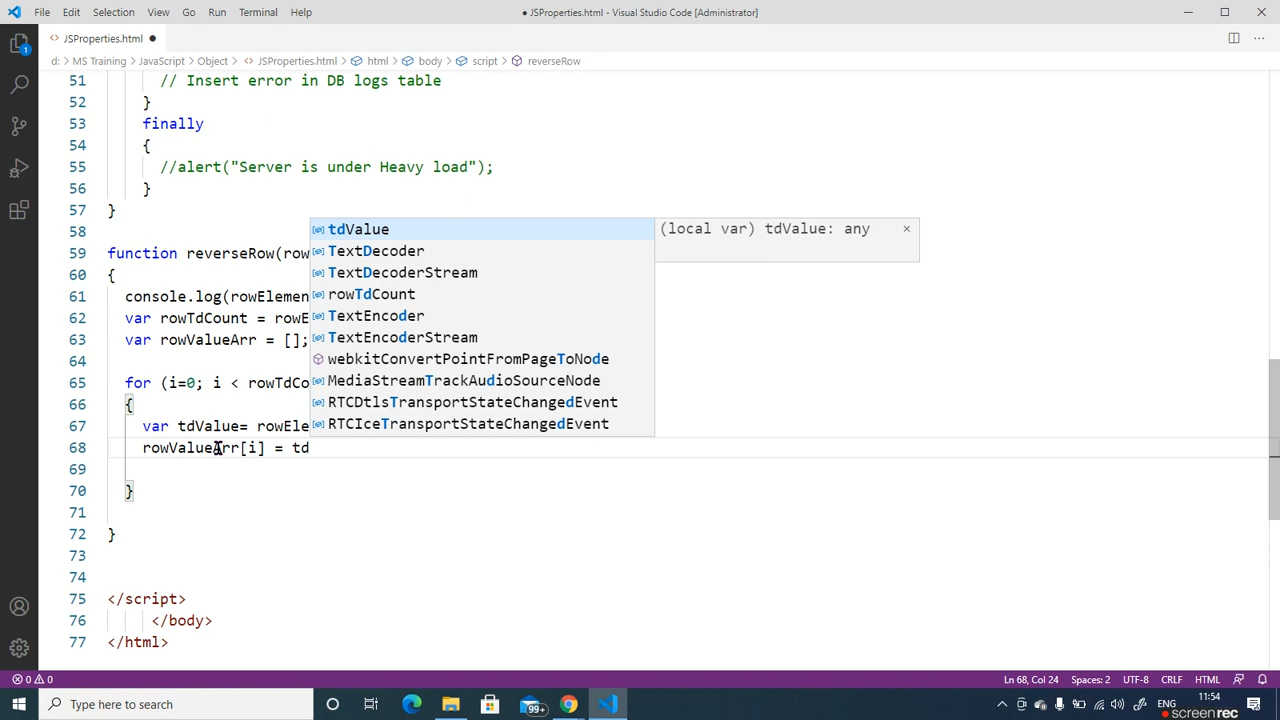 File Edit Selection View Go Run Terminal Help
● JSProperties.html - Visual Studio Code [Administrator]
JSProperties.html ●
d: > MS Training > JavaScript > Object > JSProperties.html > html > body > script > reverseRow
51 // Insert error in DB logs table
52 }
53 finally
54 {
55 //alert("Server is under Heavy load");
56 }
57 }
58
59 function reverseRow(row
60 {
61 console.log(rowElemen
62 var rowTdCount = rowE
63 var rowValueArr = [];
64
65 for (i=0; i < rowTdCo
66 {
67 var tdValue= rowEle
68 rowValueArr[i] = td
69
70 }
71
72 }
73
74
75 </script>
76 </body>
77 </html>
tdValue
TextDecoder
TextDecoderStream
rowTdCount
TextEncoder
TextEncoderStream
webkitConvertPointFromPageToNode
MediaStreamTrackAudioSourceNode
RTCDtlsTransportStateChangedEvent
RTCIceTransportStateChangedEvent
(local var) tdValue: any ×
1
0 0
Ln 68, Col 24 Spaces: 2 UTF-8 CRLF HTML
Type here to search
99+
ENG
11:54
screenrec